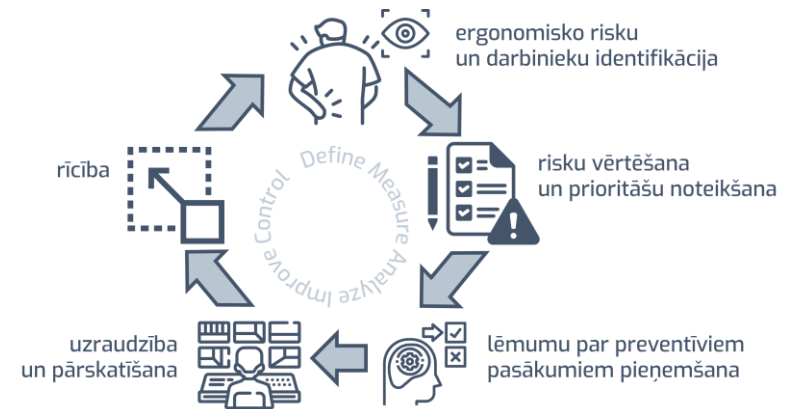 ergonomisko risku
un darbinieku identifikācija
risku vērtēšana
un prioritāšu noteikšana
lēmumu par preventīviem
pasākumiem pieņemšana
uzraudzība
un pārskatīšana
rīcība
Define Measure Analyze Improve Control